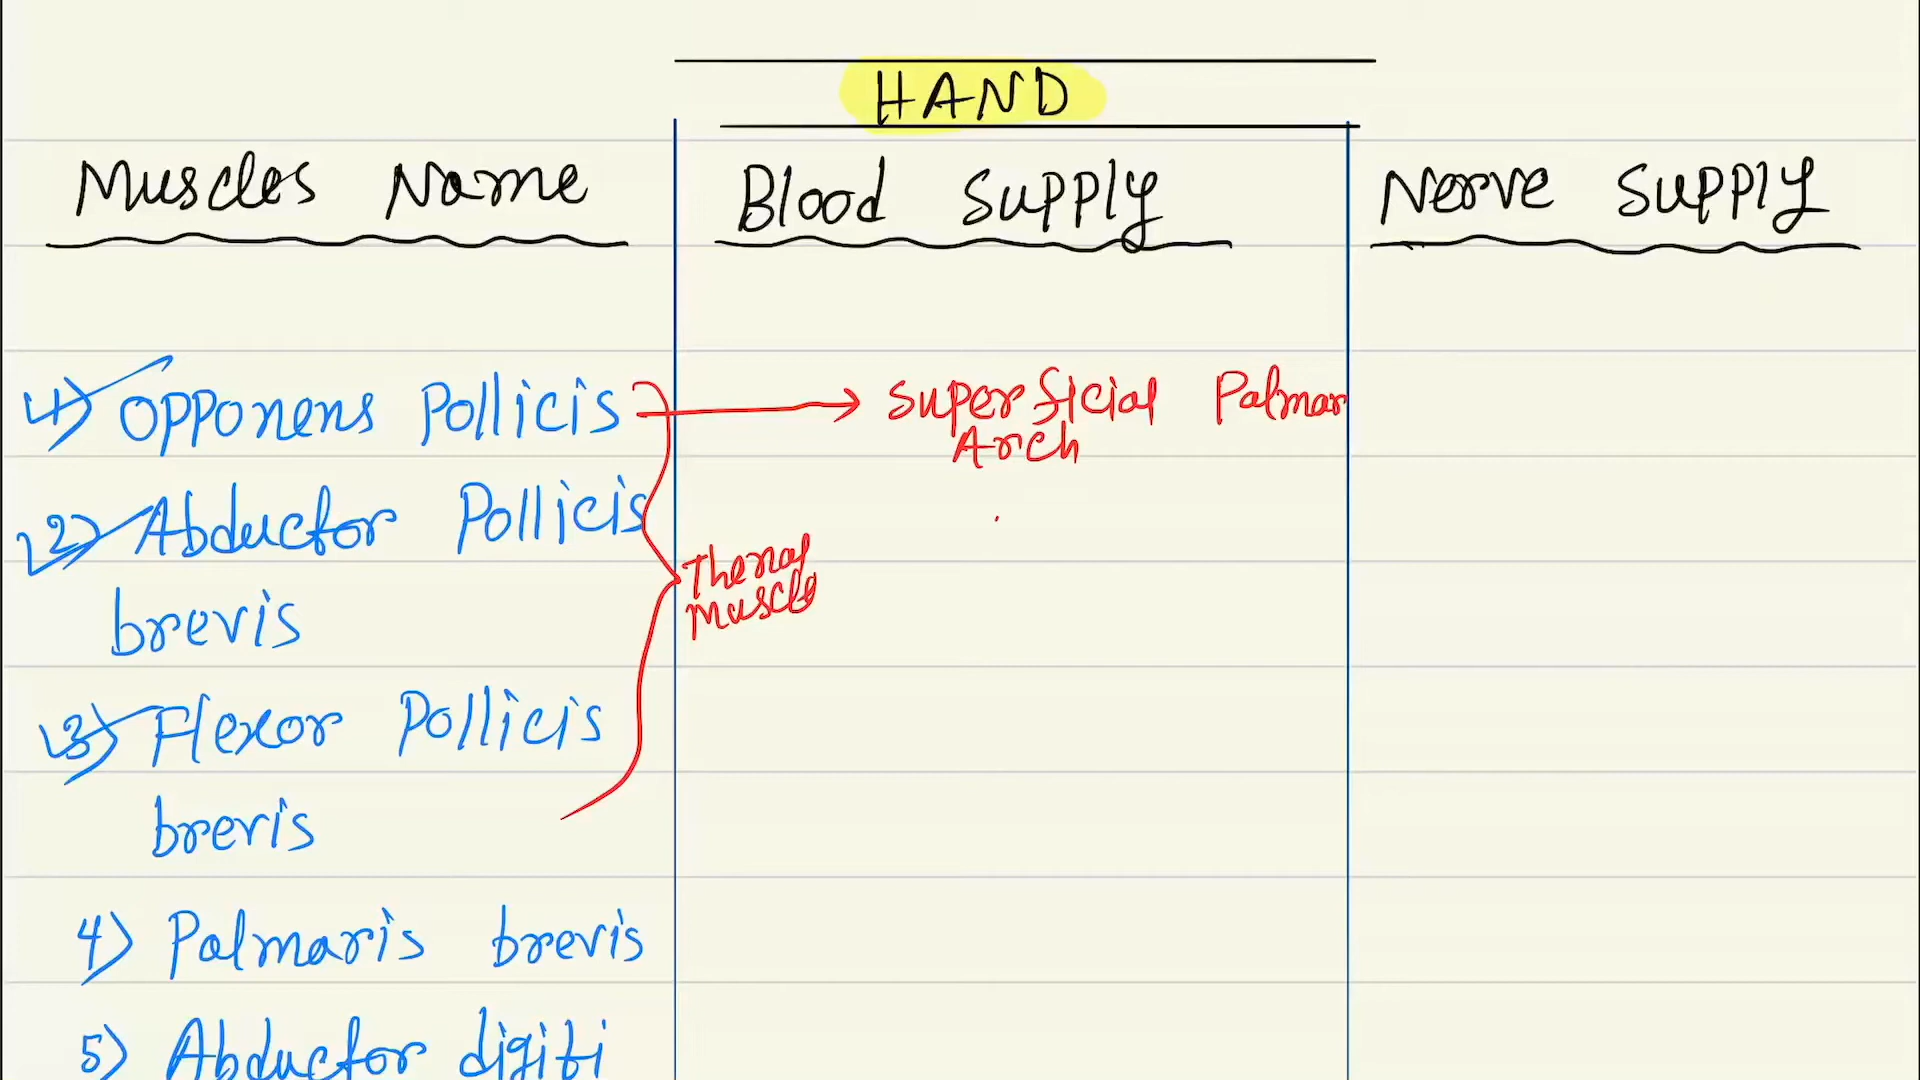 HAND
Muscles Name
Blood Supply
Nerve Supply
1) Opponens Pollicis
Superficial Palmar
Arch
2) Abductor Pollicis
brevis
Thenar
Muscle
3) Flexor Pollicis
brevis
4) Palmaris brevis
5) Abductor digiti